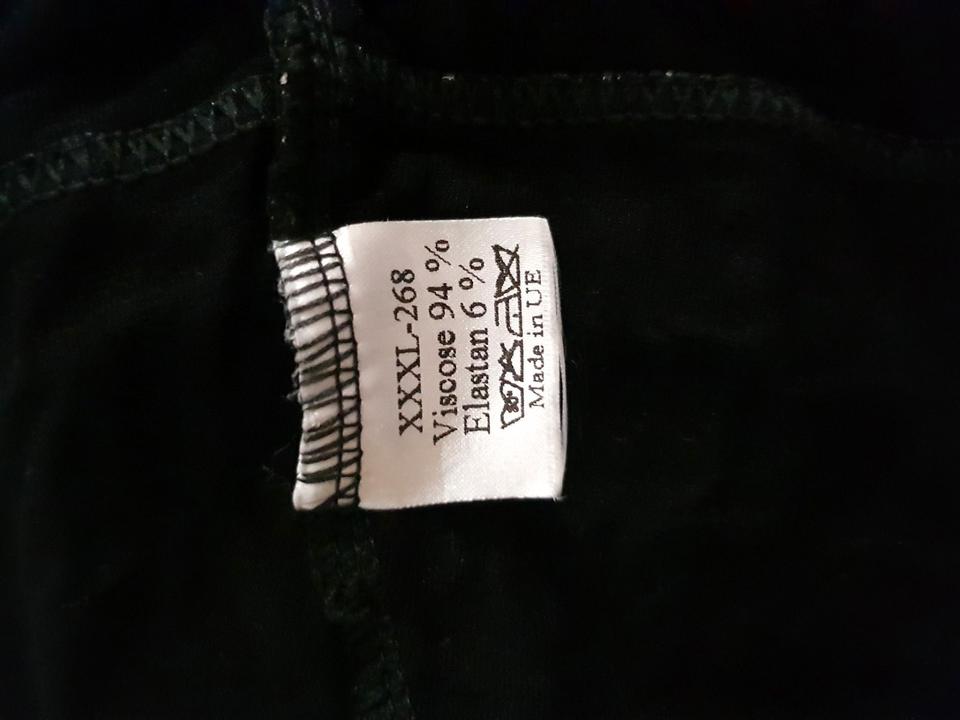 XXXL-268
Viscose 94 %
Elastan 6 %
Made in UE